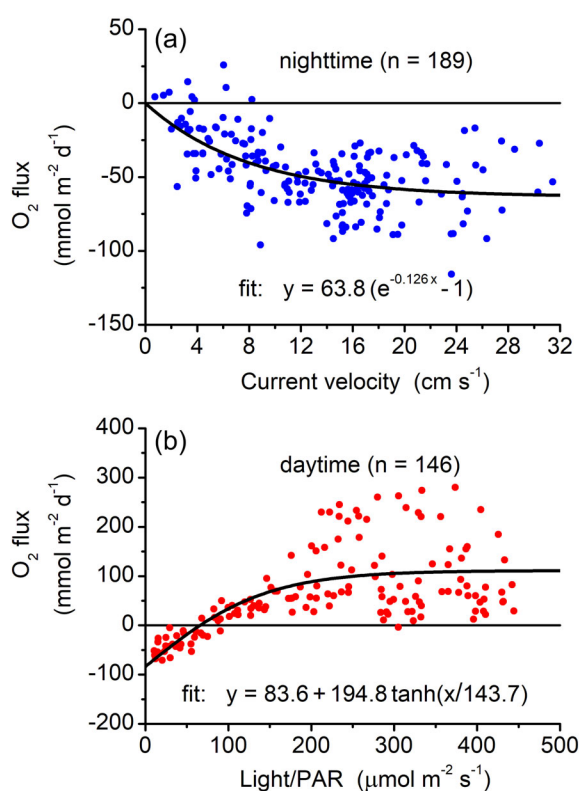 (a)
nighttime (n = 189)
50
0
-50
-100
-150
O₂ flux
(mmol m⁻² d⁻¹)
fit: y = 63.8 (e⁻⁰·¹²⁶ˣ - 1)
0 4 8 12 16 20 24 28 32
Current velocity (cm s⁻¹)
(b)
daytime (n = 146)
400
300
200
100
0
-100
-200
O₂ flux
(mmol m⁻² d⁻¹)
fit: y = 83.6 + 194.8 tanh(x/143.7)
0 100 200 300 400 500
Light/PAR (μmol m⁻² s⁻¹)